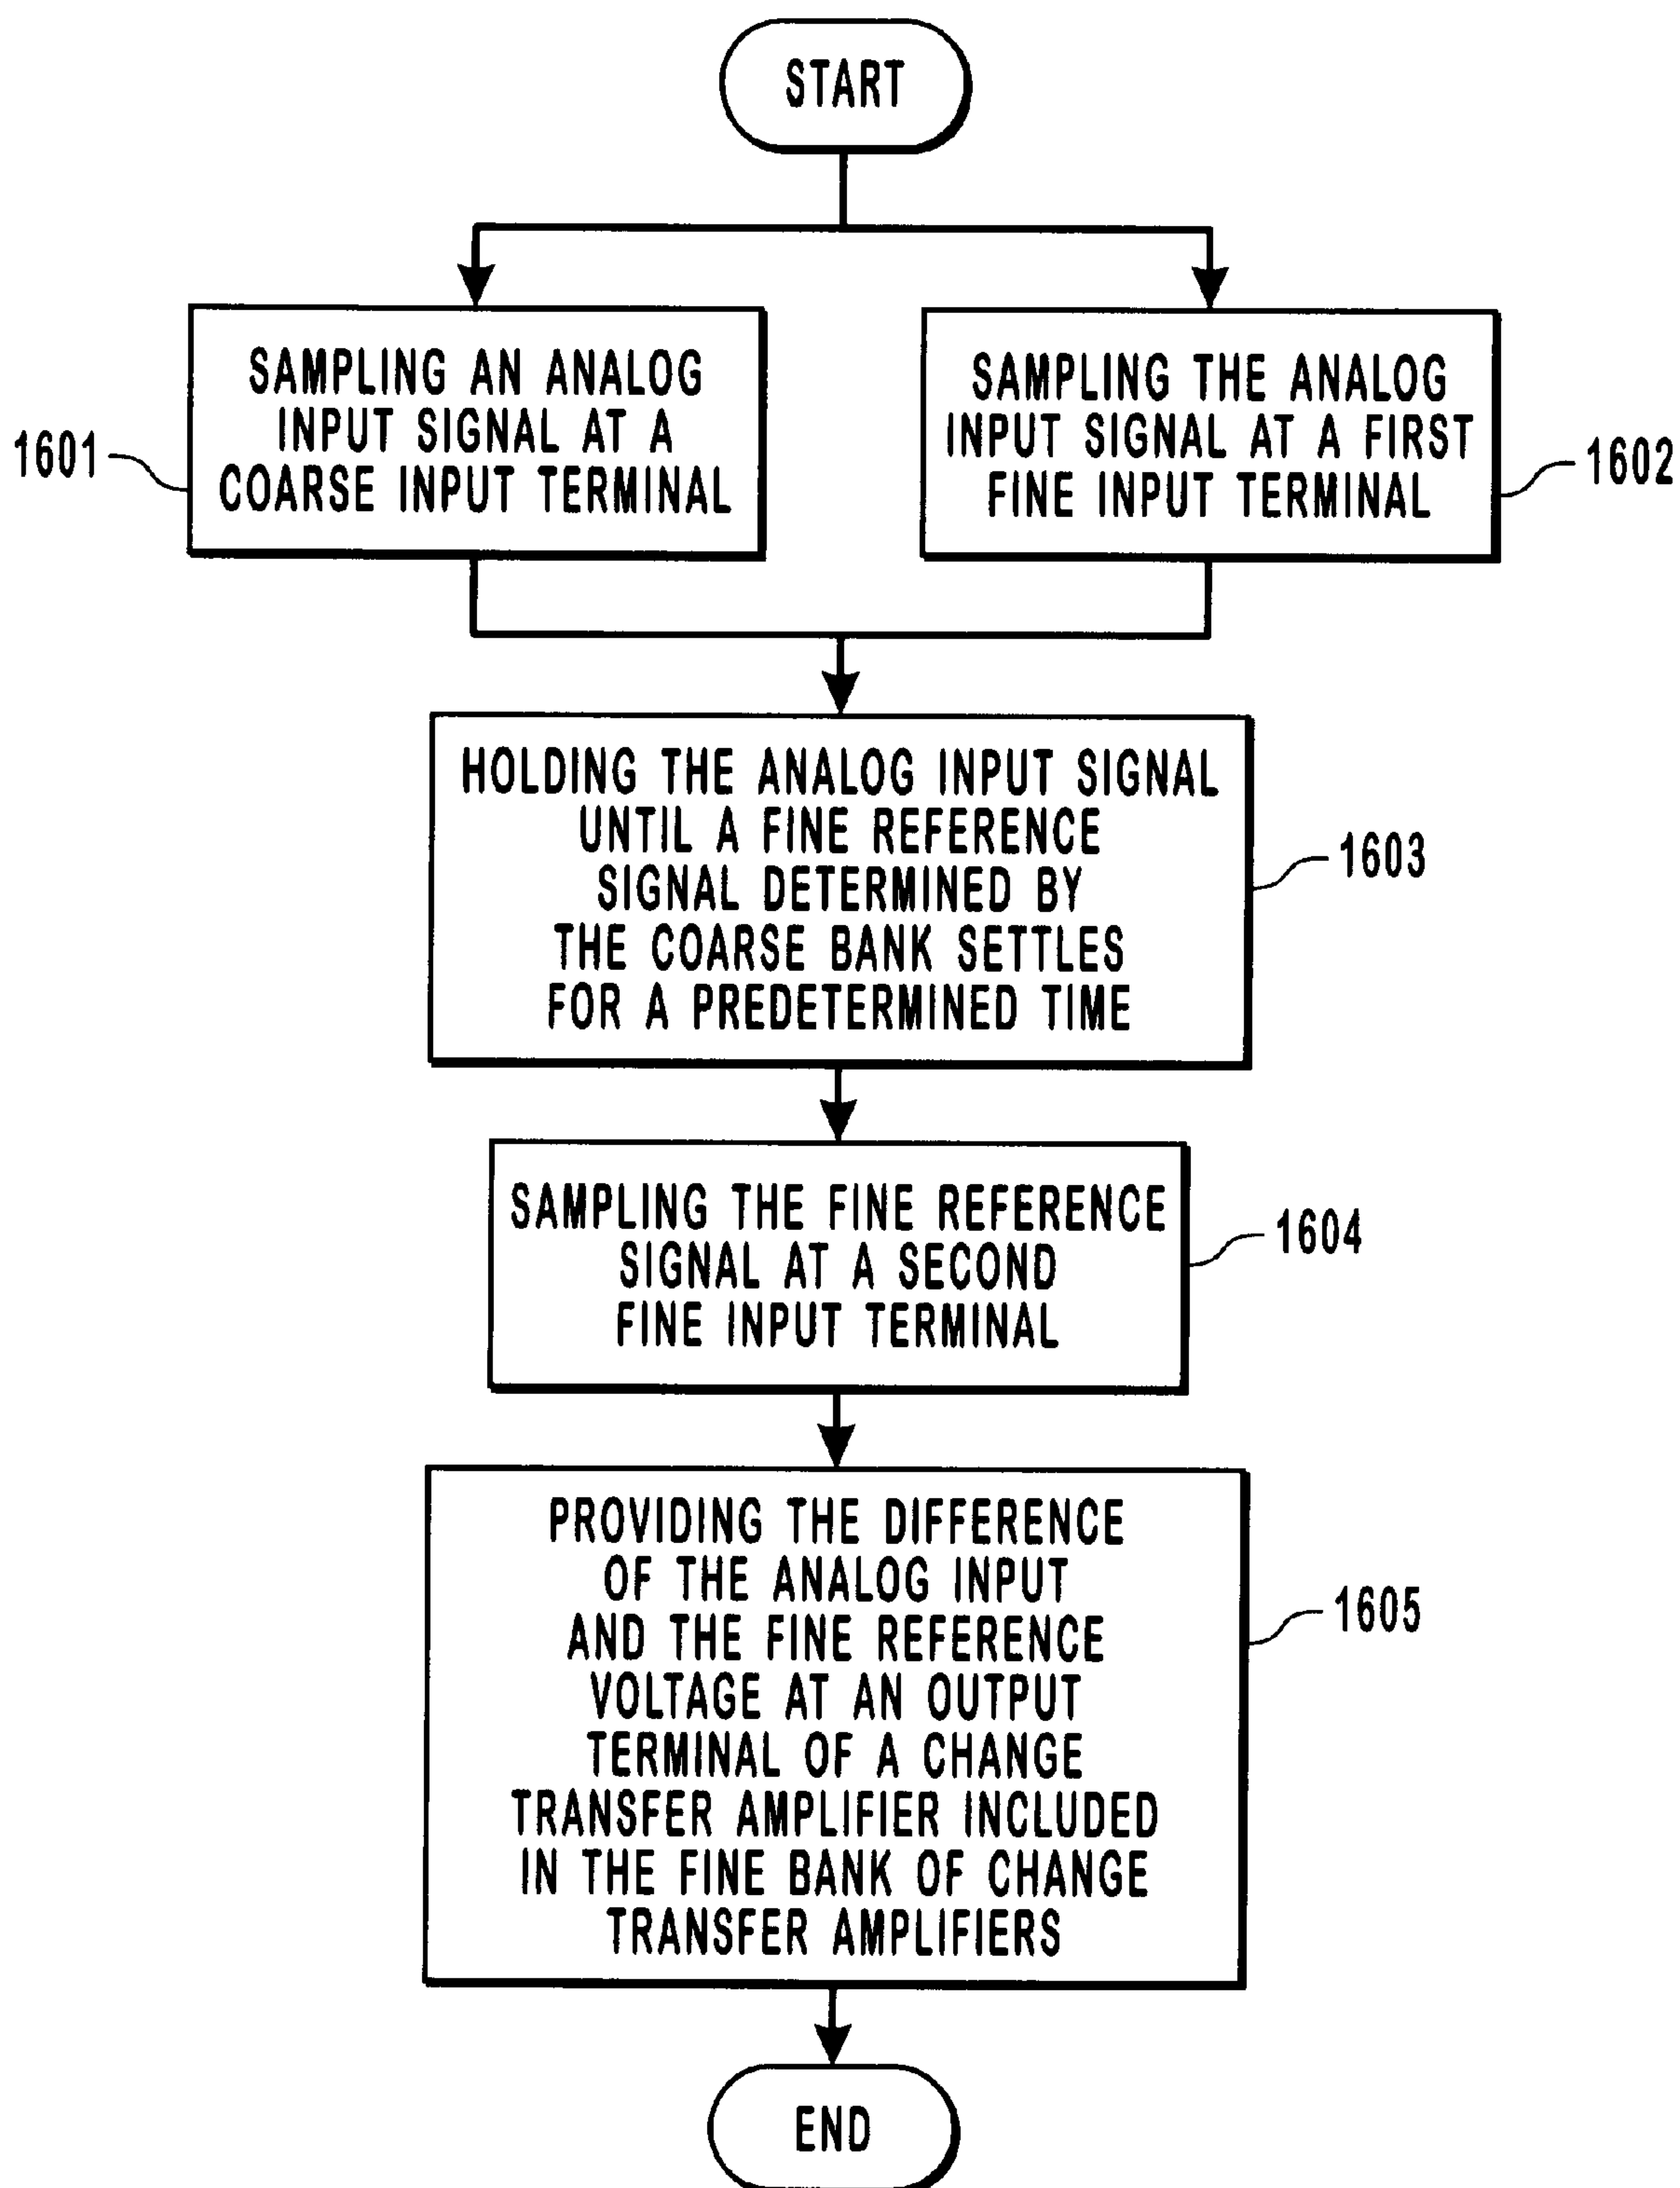 START
SAMPLING AN ANALOG
INPUT SIGNAL AT A
COARSE INPUT TERMINAL
1601
SAMPLING THE ANALOG
INPUT SIGNAL AT A FIRST
FINE INPUT TERMINAL
1602
HOLDING THE ANALOG INPUT SIGNAL
UNTIL A FINE REFERENCE
SIGNAL DETERMINED BY
THE COARSE BANK SETTLES
FOR A PREDETERMINED TIME
1603
SAMPLING THE FINE REFERENCE
SIGNAL AT A SECOND
FINE INPUT TERMINAL
1604
PROVIDING THE DIFFERENCE
OF THE ANALOG INPUT
AND THE FINE REFERENCE
VOLTAGE AT AN OUTPUT
TERMINAL OF A CHANGE
TRANSFER AMPLIFIER INCLUDED
IN THE FINE BANK OF CHANGE
TRANSFER AMPLIFIERS
1605
END